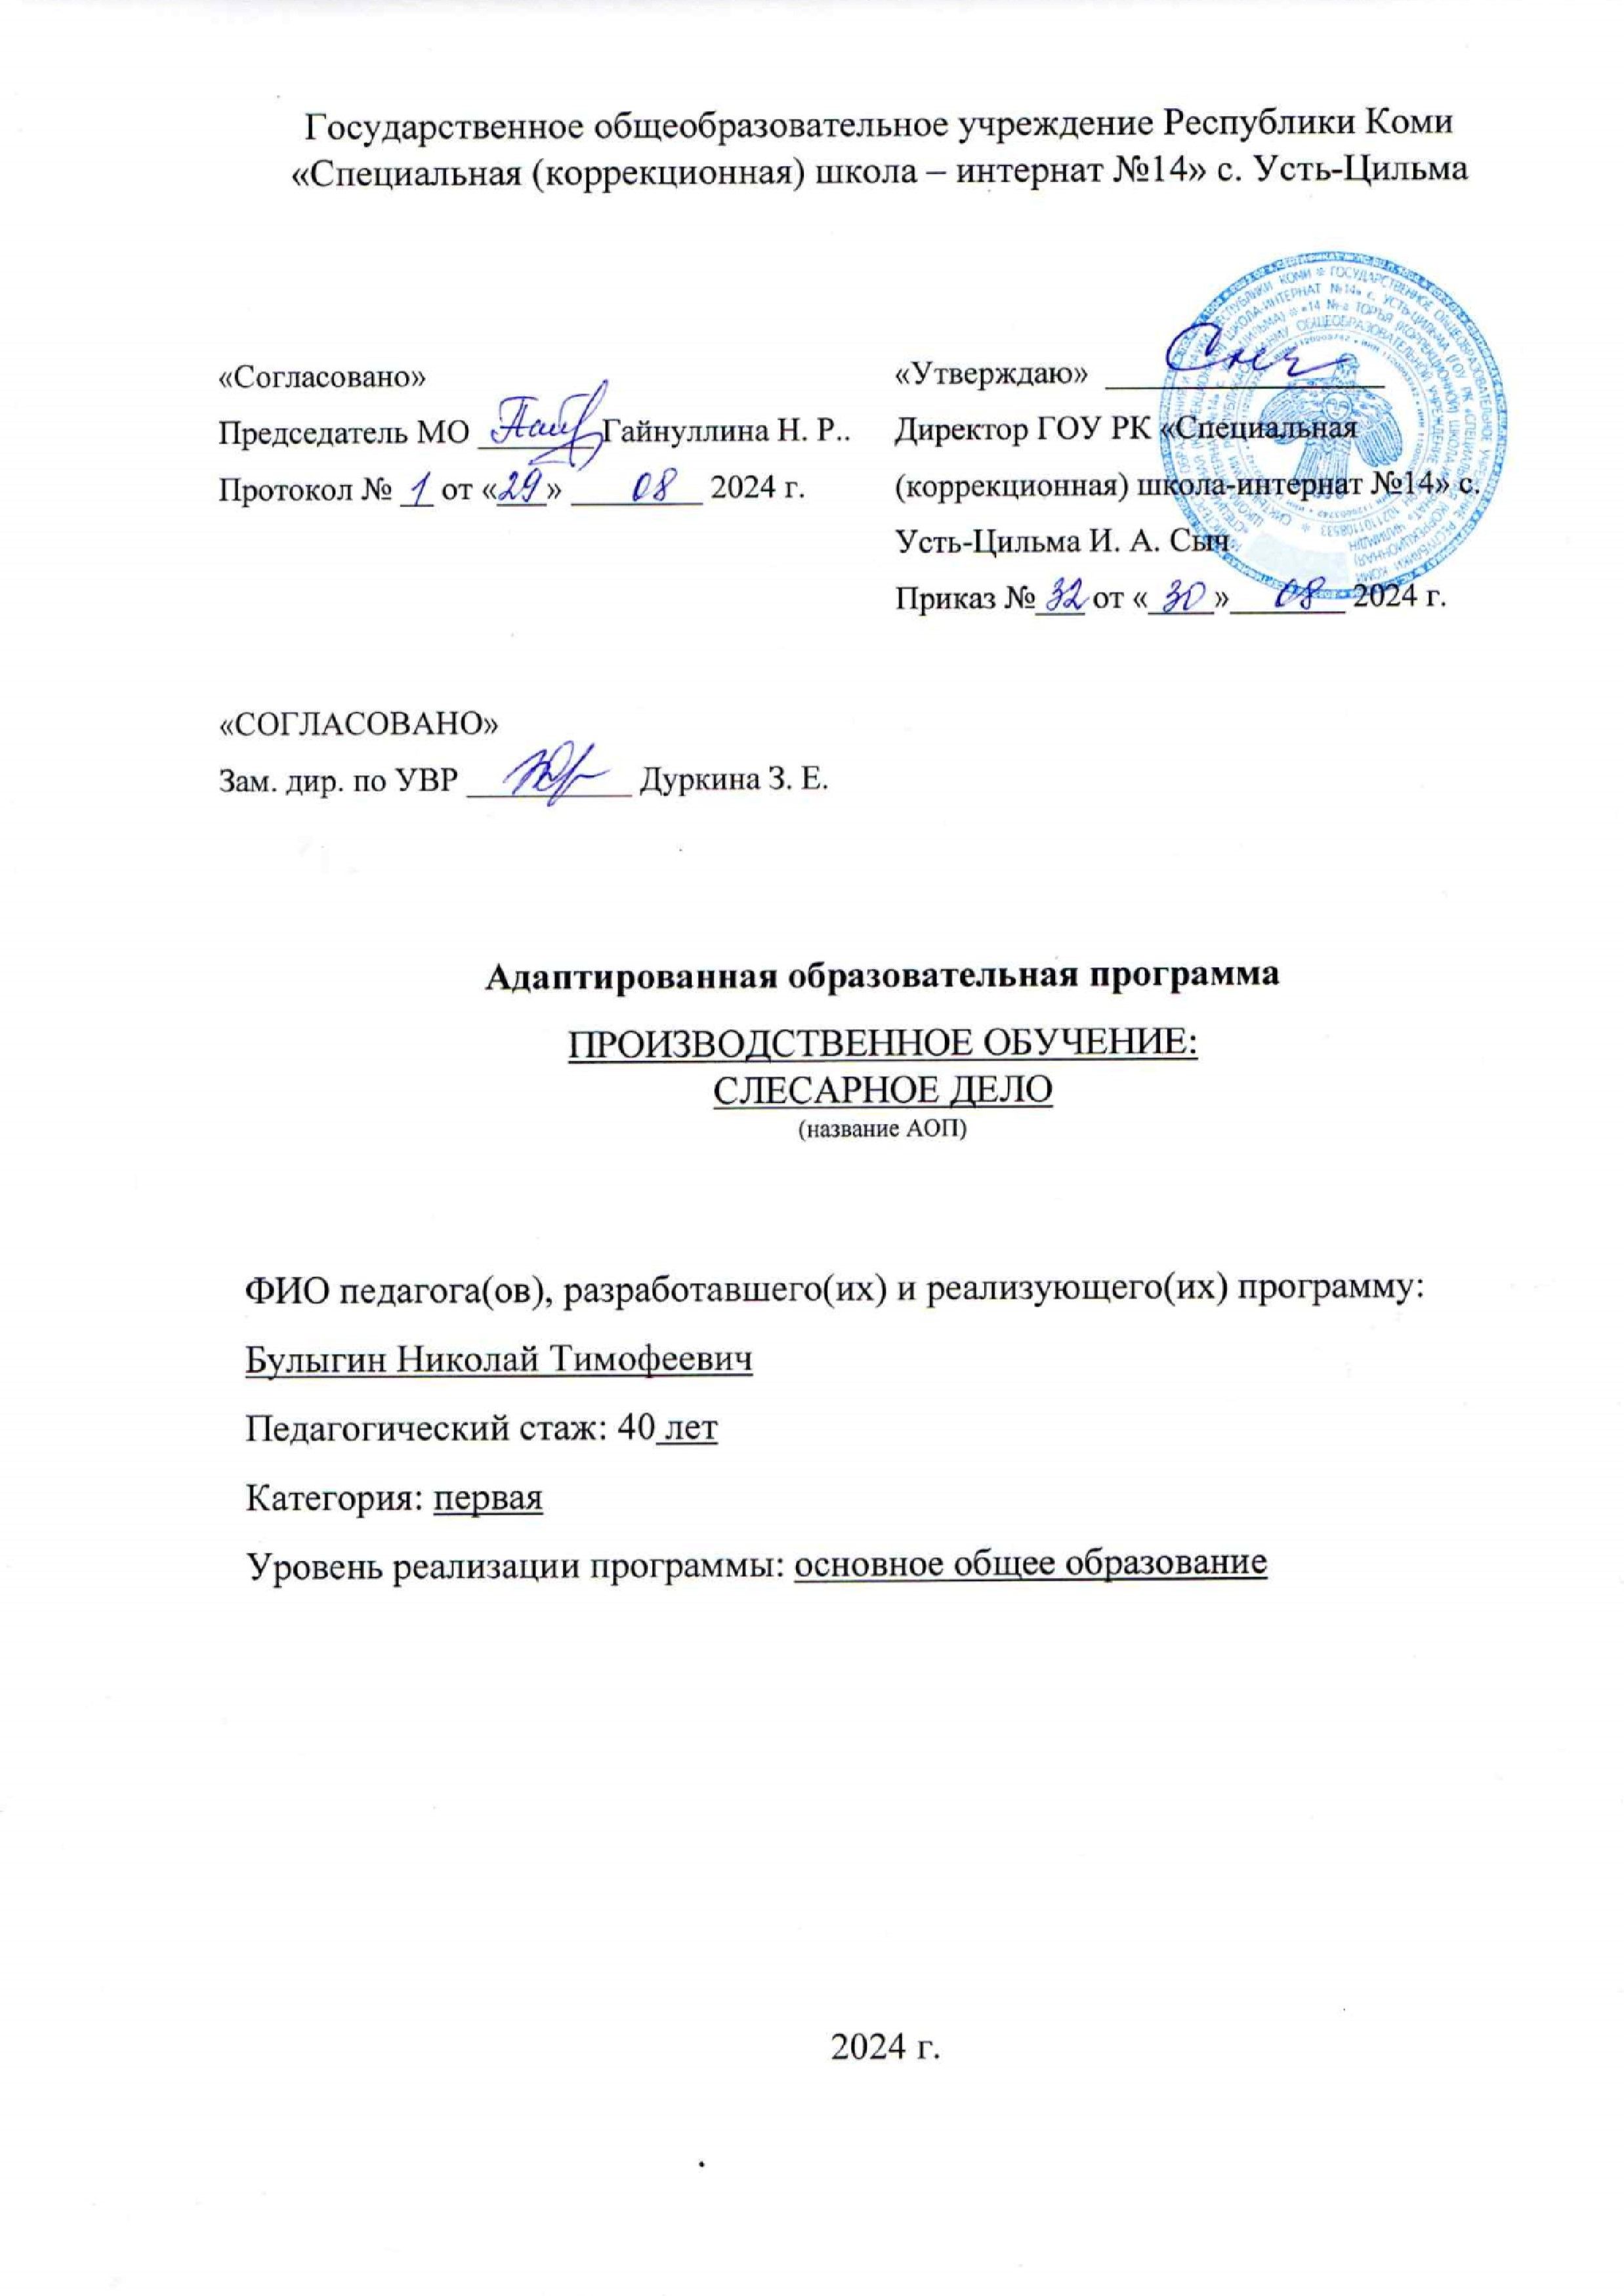 Государственное общеобразовательное учреждение Республики Коми
«Специальная (коррекционная) школа – интернат №14» с. Усть-Цильма
«Согласовано»
Председатель МО ________ Гайнуллина Н. Р..
Протокол № 1 от «29» 08 2024 г.
«Утверждаю» ________
Директор ГОУ РК «Специальная
(коррекционная) школа-интернат №14» с.
Усть-Цильма И. А. Сыч
Приказ № 32 от «30» 08 2024 г.
«СОГЛАСОВАНО»
Зам. дир. по УВР ________ Дуркина З. Е.
Адаптированная образовательная программа
ПРОИЗВОДСТВЕННОЕ ОБУЧЕНИЕ:
СЛЕСАРНОЕ ДЕЛО
(название АОП)
ФИО педагога(ов), разработавшего(их) и реализующего(их) программу:
Булыгин Николай Тимофеевич
Педагогический стаж: 40 лет
Категория: первая
Уровень реализации программы: основное общее образование
2024 г.